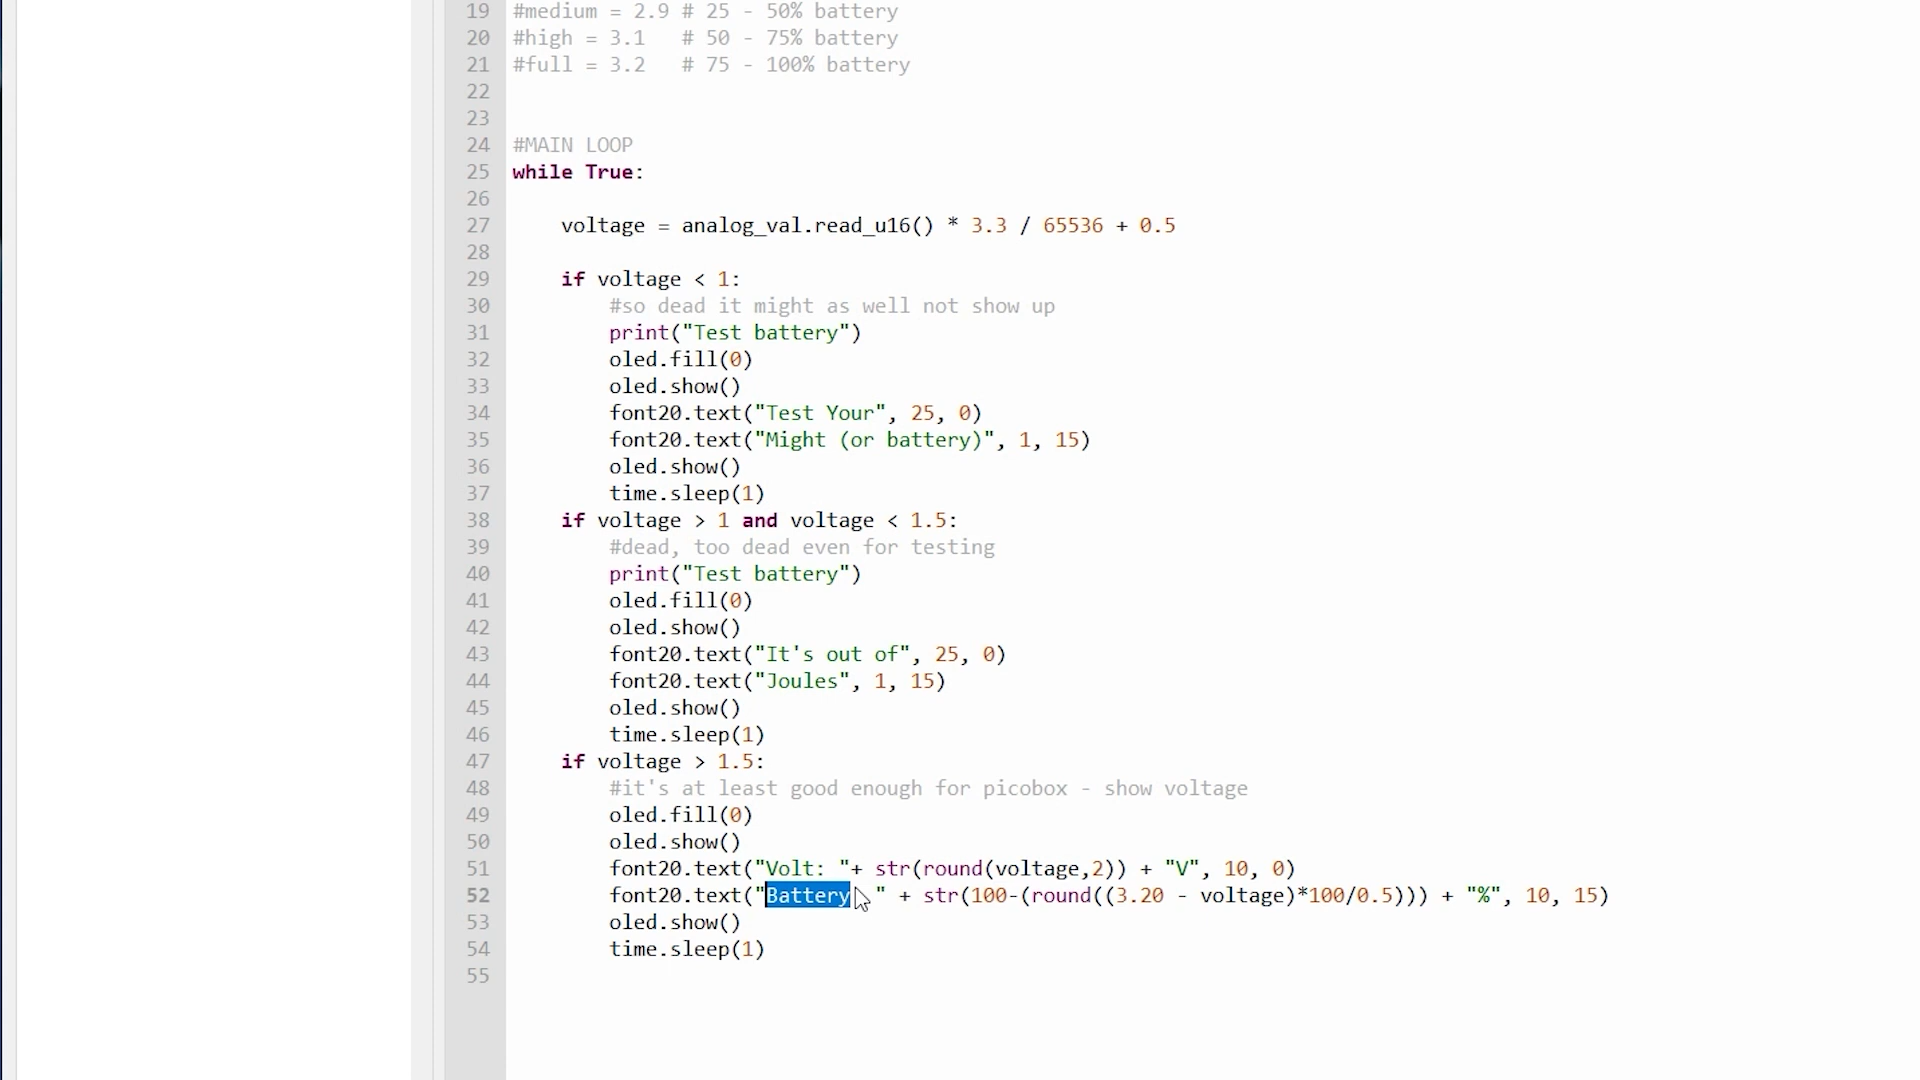 19 #medium = 2.9 # 25 - 50% battery
20 #high = 3.1   # 50 - 75% battery
21 #full = 3.2   # 75 - 100% battery
22
23
24 #MAIN LOOP
25 while True:
26
27     voltage = analog_val.read_u16() * 3.3 / 65536 + 0.5
28
29     if voltage < 1:
30         #so dead it might as well not show up
31         print("Test battery")
32         oled.fill(0)
33         oled.show()
34         font20.text("Test Your", 25, 0)
35         font20.text("Might (or battery)", 1, 15)
36         oled.show()
37         time.sleep(1)
38     if voltage > 1 and voltage < 1.5:
39         #dead, too dead even for testing
40         print("Test battery")
41         oled.fill(0)
42         oled.show()
43         font20.text("It's out of", 25, 0)
44         font20.text("Joules", 1, 15)
45         oled.show()
46         time.sleep(1)
47     if voltage > 1.5:
48         #it's at least good enough for picobox - show voltage
49         oled.fill(0)
50         oled.show()
51         font20.text("Volt: "+ str(round(voltage,2)) + "V", 10, 0)
52         font20.text("Battery " + str(100-(round((3.20 - voltage)*100/0.5))) + "%", 10, 15)
53         oled.show()
54         time.sleep(1)
55